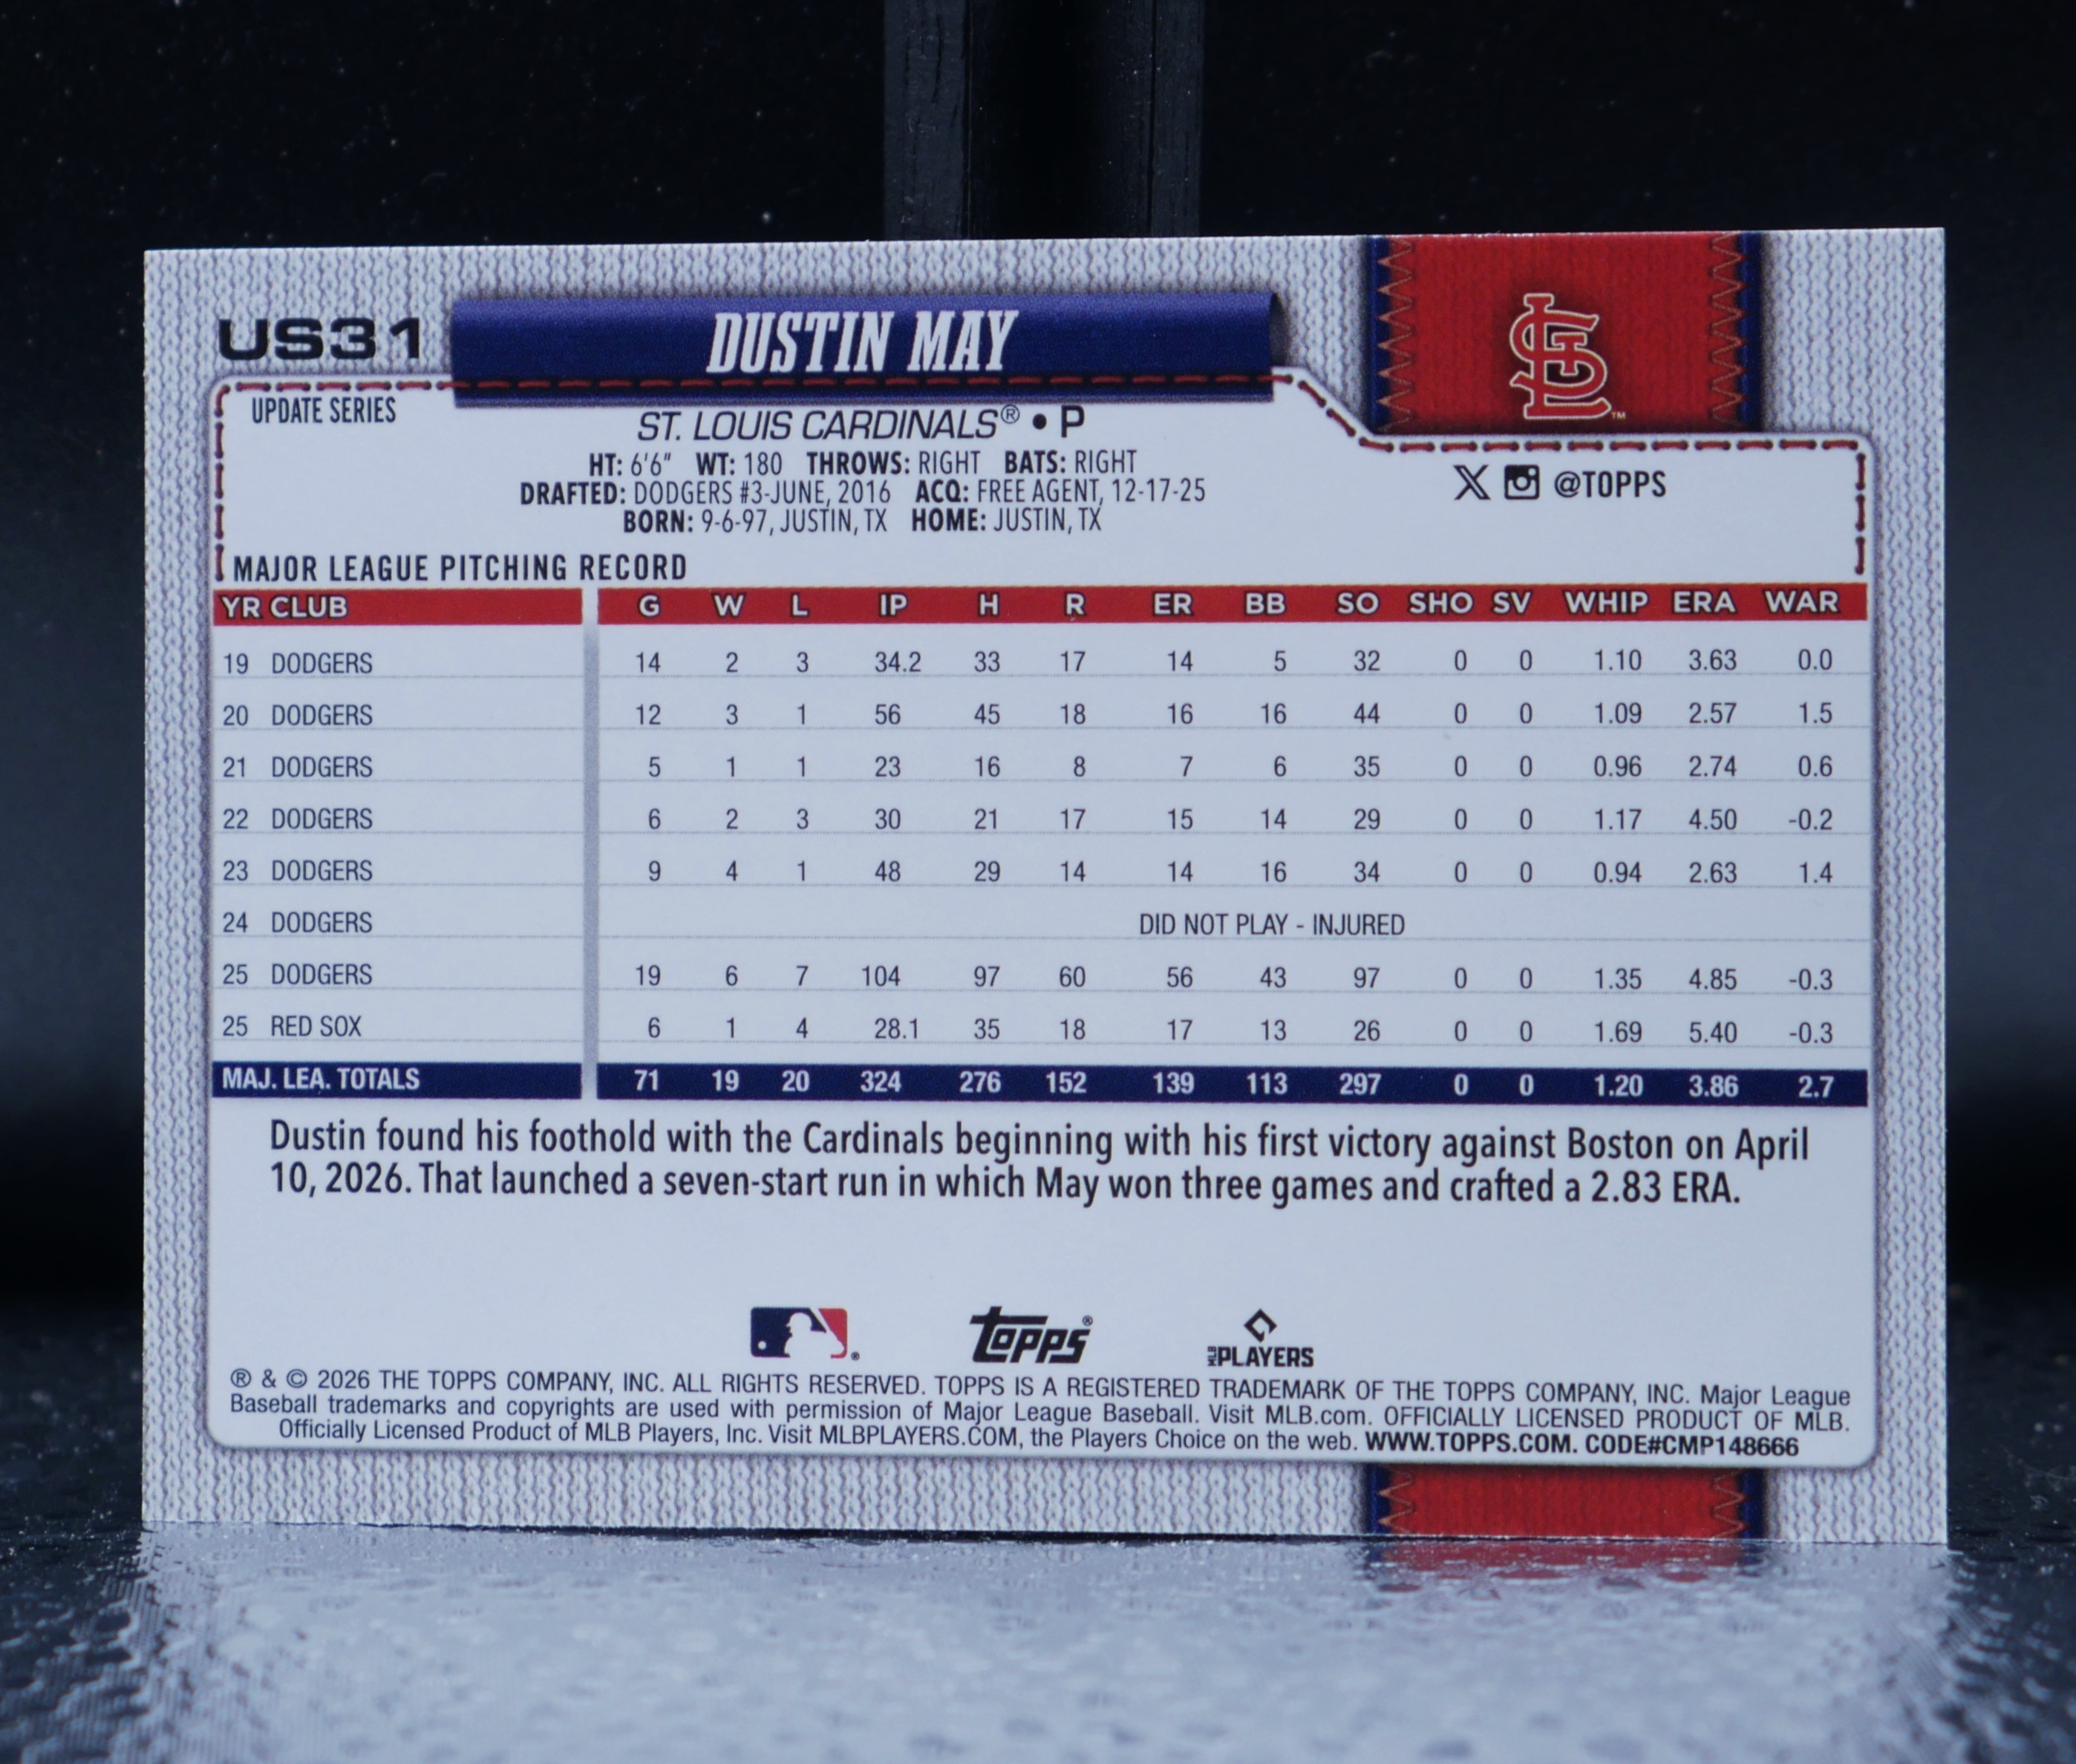 US31
DUSTIN MAY
STL™
UPDATE SERIES
ST. LOUIS CARDINALS® • P
HT: 6'6" WT: 180 THROWS: RIGHT BATS: RIGHT
DRAFTED: DODGERS #3-JUNE, 2016 ACQ: FREE AGENT, 12-17-25
BORN: 9-6-97, JUSTIN, TX HOME: JUSTIN, TX
@TOPPS
MAJOR LEAGUE PITCHING RECORD
YR CLUB G W L IP H R ER BB SO SHO SV WHIP ERA WAR
19 DODGERS 14 2 3 34.2 33 17 14 5 32 0 0 1.10 3.63 0.0
20 DODGERS 12 3 1 56 45 18 16 16 44 0 0 1.09 2.57 1.5
21 DODGERS 5 1 1 23 16 8 7 6 35 0 0 0.96 2.74 0.6
22 DODGERS 6 2 3 30 21 17 15 14 29 0 0 1.17 4.50 -0.2
23 DODGERS 9 4 1 48 29 14 14 16 34 0 0 0.94 2.63 1.4
24 DODGERS DID NOT PLAY - INJURED
25 DODGERS 19 6 7 104 97 60 56 43 97 0 0 1.35 4.85 -0.3
25 RED SOX 6 1 4 28.1 35 18 17 13 26 0 0 1.69 5.40 -0.3
MAJ. LEA. TOTALS 71 19 20 324 276 152 139 113 297 0 0 1.20 3.86 2.7
Dustin found his foothold with the Cardinals beginning with his first victory against Boston on April
10, 2026. That launched a seven-start run in which May won three games and crafted a 2.83 ERA.
Topps® MLB PLAYERS
® & © 2026 THE TOPPS COMPANY, INC. ALL RIGHTS RESERVED. TOPPS IS A REGISTERED TRADEMARK OF THE TOPPS COMPANY, INC. Major League
Baseball trademarks and copyrights are used with permission of Major League Baseball. Visit MLB.com. OFFICIALLY LICENSED PRODUCT OF MLB.
Officially Licensed Product of MLB Players, Inc. Visit MLBPLAYERS.COM, the Players Choice on the web. WWW.TOPPS.COM. CODE#CMP148666